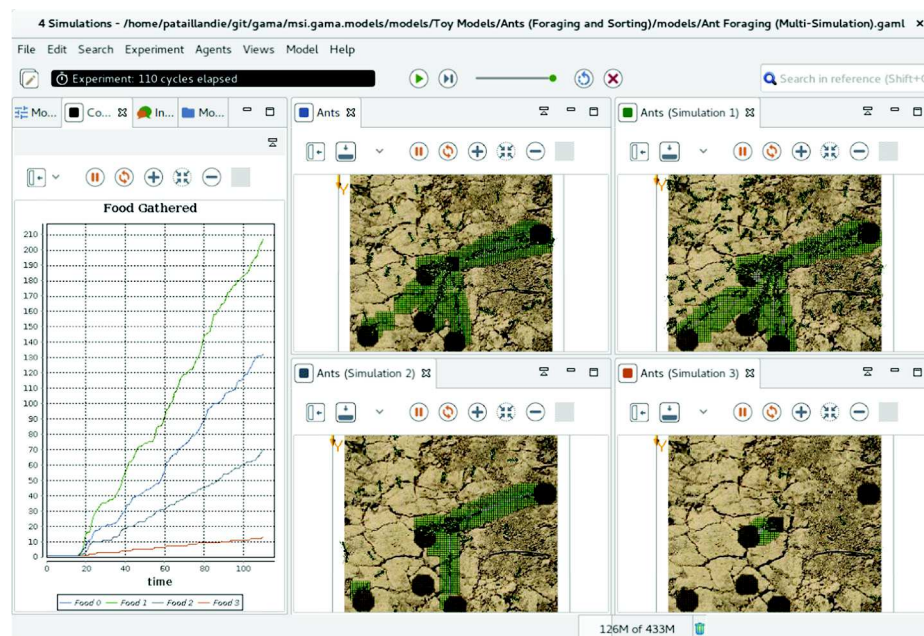 4 Simulations - /home/pataillandie/git/gama/msi.gama.models/models/Toy Models/Ants (Foraging and Sorting)/models/Ant Foraging (Multi-Simulation).gaml
File Edit Search Experiment Agents Views Model Help
Experiment: 110 cycles elapsed
Search in reference (Shift+
Mo... Co... In... Mo...
Food Gathered
210
200
190
180
170
160
150
140
130
120
110
100
90
80
70
60
50
40
30
20
10
0
0 20 40 60 80 100
time
Food 0 Food 1 Food 2 Food 3
Ants
Y
Ants (Simulation 1)
Y
Ants (Simulation 2)
Y
Ants (Simulation 3)
Y
126M of 433M